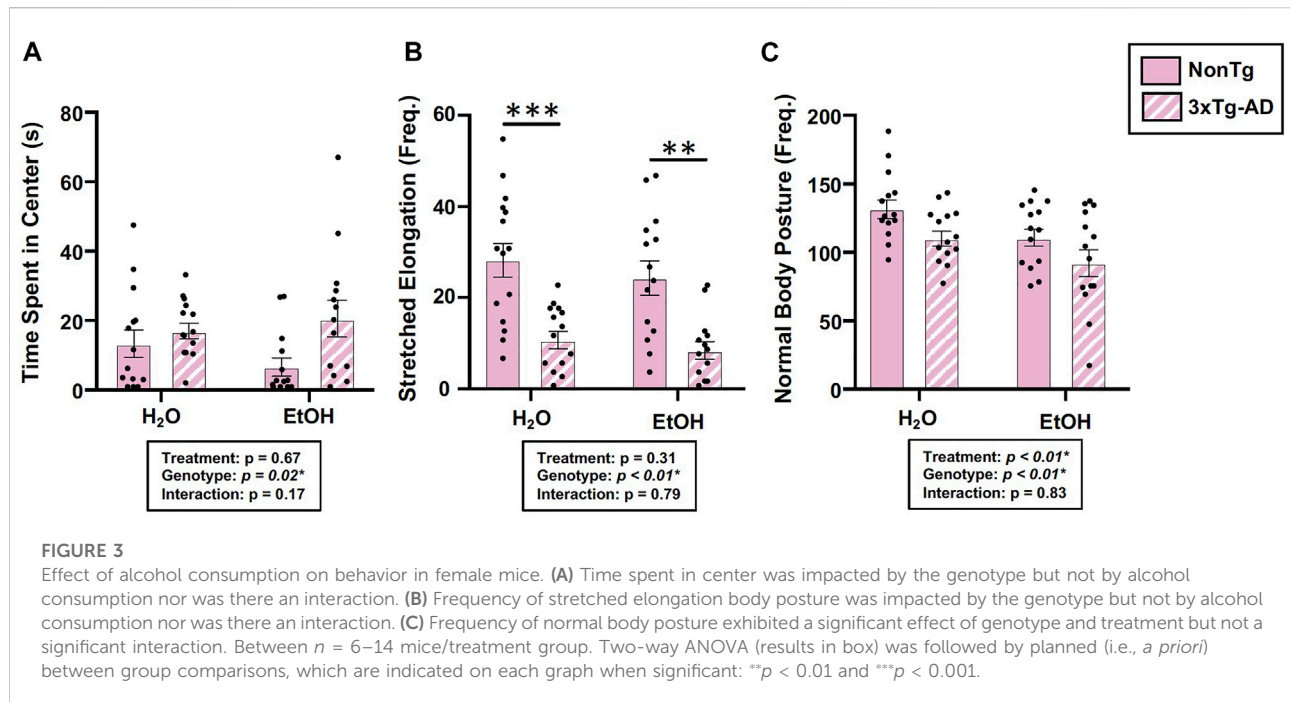 A
B
C
NonTg
3xTg-AD
Time Spent in Center (s)
80
60
40
20
0
H₂O
EtOH
Treatment: p = 0.67
Genotype: p = 0.02*
Interaction: p = 0.17
Stretched Elongation (Freq.)
60
40
20
0
***
**
H₂O
EtOH
Treatment: p = 0.31
Genotype: p < 0.01*
Interaction: p = 0.79
Normal Body Posture (Freq.)
200
150
100
50
0
H₂O
EtOH
Treatment: p < 0.01*
Genotype: p < 0.01*
Interaction: p = 0.83
FIGURE 3
Effect of alcohol consumption on behavior in female mice. (A) Time spent in center was impacted by the genotype but not by alcohol
consumption nor was there an interaction. (B) Frequency of stretched elongation body posture was impacted by the genotype but not by alcohol
consumption nor was there an interaction. (C) Frequency of normal body posture exhibited a significant effect of genotype and treatment but not a
significant interaction. Between n = 6–14 mice/treatment group. Two-way ANOVA (results in box) was followed by planned (i.e., a priori)
between group comparisons, which are indicated on each graph when significant: **p < 0.01 and ***p < 0.001.